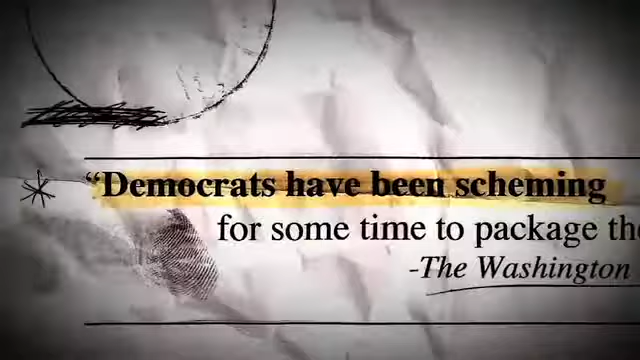 “Democrats have been scheming
for some time to package the
-The Washington